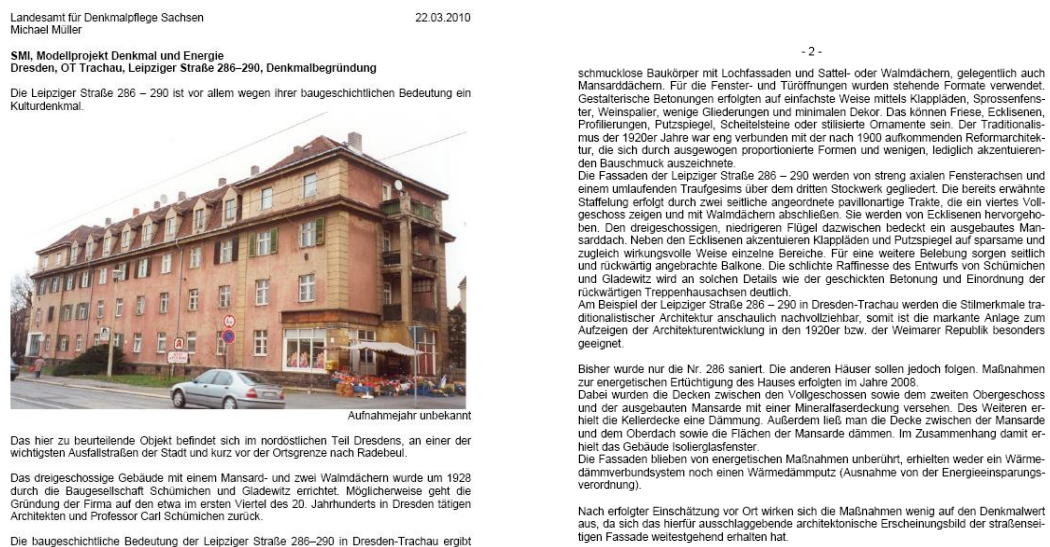 Landesamt für Denkmalpflege Sachsen 22.03.2010
Michael Müller
SMI, Modellprojekt Denkmal und Energie
Dresden, OT Trachau, Leipziger Straße 286–290, Denkmalbegründung
Die Leipziger Straße 286 – 290 ist vor allem wegen ihrer baugeschichtlichen Bedeutung ein
Kulturdenkmal.
Aufnahmejahr unbekannt
Das hier zu beurteilende Objekt befindet sich im nordöstlichen Teil Dresdens, an einer der
wichtigsten Ausfallstraßen der Stadt und kurz vor der Ortsgrenze nach Radebeul.
Das dreigeschossige Gebäude mit einem Mansard- und zwei Walmdächern wurde um 1928
durch die Baugesellschaft Schümichen und Gladewitz errichtet. Möglicherweise geht die
Gründung der Firma auf den etwa im ersten Viertel des 20. Jahrhunderts in Dresden tätigen
Architekten und Professor Carl Schümichen zurück.
Die baugeschichtliche Bedeutung der Leipziger Straße 286–290 in Dresden-Trachau ergibt
- 2 -
schmucklose Baukörper mit Lochfassaden und Sattel- oder Walmdächern, gelegentlich auch
Mansarddächern. Für die Fenster- und Türöffnungen wurden stehende Formate verwendet.
Gestalterische Betonungen erfolgten auf einfachste Weise mittels Klappläden, Sprossenfens-
ter, Weinspalier, wenige Gliederungen und minimalen Dekor. Das können Friese, Ecklisenen,
Profilierungen, Putzspiegel, Scheitelsteine oder stilisierte Ornamente sein. Der Traditionalis-
mus der 1920er Jahre war eng verbunden mit der nach 1900 aufkommenden Reformarchitek-
tur, die sich durch ausgewogen proportionierte Formen und wenigen, lediglich akzentuieren-
den Bauschmuck auszeichnete.
Die Fassaden der Leipziger Straße 286 – 290 werden von streng axialen Fensterachsen und
einem umlaufenden Traufgesims über dem dritten Stockwerk gegliedert. Die bereits erwähnte
Staffelung erfolgt durch zwei seitliche angeordnete pavillonartige Trakte, die ein viertes Voll-
geschoss zeigen und mit Walmdächern abschließen. Sie werden von Ecklisenen hervorgeho-
ben. Den dreigeschossigen, niedrigeren Flügel dazwischen bedeckt ein ausgebautes Man-
sarddach. Neben den Ecklisenen akzentuieren Klappläden und Putzspiegel auf sparsame und
zugleich wirkungsvolle Weise einzelne Bereiche. Für eine weitere Belebung sorgen seitlich
und rückwärtig angebrachte Balkone. Die schlichte Raffinesse des Entwurfs von Schümichen
und Gladewitz wird an solchen Details wie der geschickten Betonung und Einordnung der
rückwärtigen Treppenhausachsen deutlich.
Am Beispiel der Leipziger Straße 286 – 290 in Dresden-Trachau werden die Stilmerkmale tra-
ditionalistischer Architektur anschaulich nachvollziehbar, somit ist die markante Anlage zum
Aufzeigen der Architekturentwicklung in den 1920er bzw. der Weimarer Republik besonders
geeignet.
Bisher wurde nur die Nr. 286 saniert. Die anderen Häuser sollen jedoch folgen. Maßnahmen
zur energetischen Ertüchtigung des Hauses erfolgten im Jahre 2008.
Dabei wurden die Decken zwischen den Vollgeschossen sowie dem zweiten Obergeschoss
und der ausgebauten Mansarde mit einer Mineralfaserdeckung versehen. Des Weiteren er-
hielt die Kellerdecke eine Dämmung. Außerdem ließ man die Decke zwischen der Mansarde
und dem Oberdach sowie die Flächen der Mansarde dämmen. Im Zusammenhang damit er-
hielt das Gebäude Isolierglasfenster.
Die Fassaden blieben von energetischen Maßnahmen unberührt, erhielten weder ein Wärme-
dämmverbundsystem noch einen Wärmedämmputz (Ausnahme von der Energieeinsparungs-
verordnung).
Nach erfolgter Einschätzung vor Ort wirken sich die Maßnahmen wenig auf den Denkmalwert
aus, da sich das hierfür ausschlaggebende architektonische Erscheinungsbild der straßensei-
tigen Fassade weitestgehend erhalten hat.